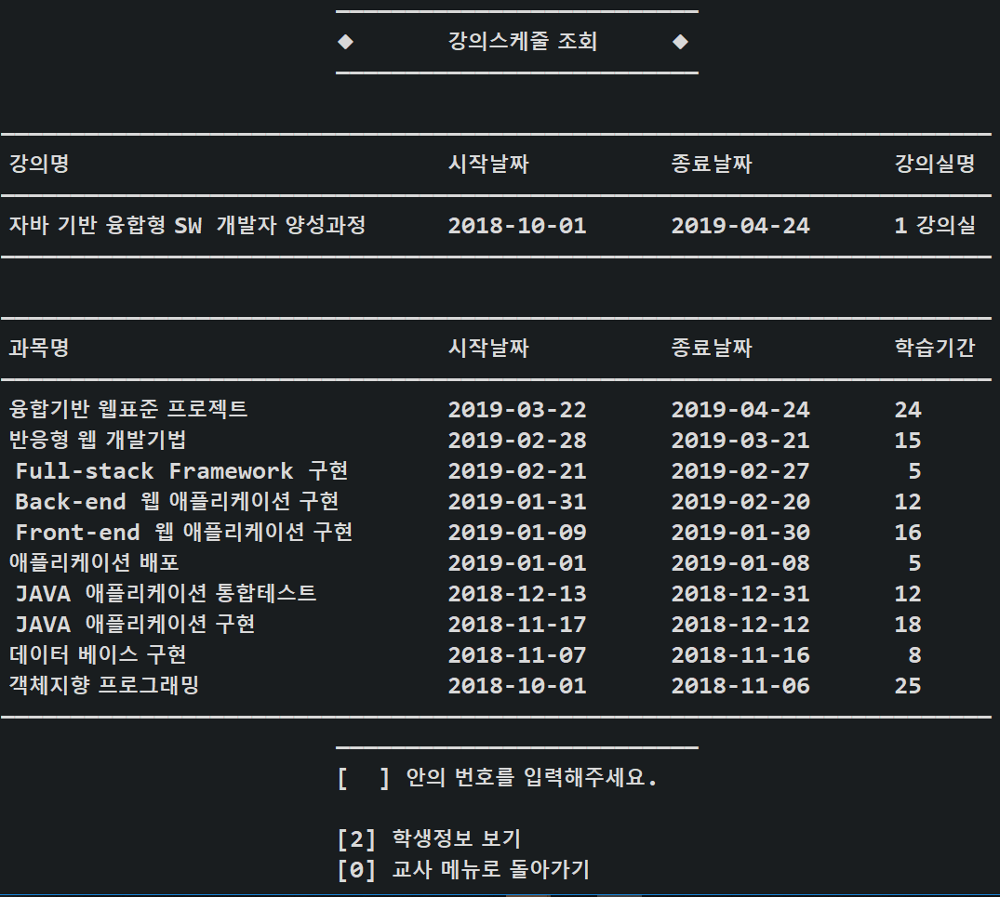 ◆ 강의스케줄 조회 ◆
강의명 시작날짜 종료날짜 강의실명
자바 기반 융합형 SW 개발자 양성과정 2018-10-01 2019-04-24 1 강의실
과목명 시작날짜 종료날짜 학습기간
융합기반 웹표준 프로젝트 2019-03-22 2019-04-24 24
반응형 웹 개발기법 2019-02-28 2019-03-21 15
Full-stack Framework 구현 2019-02-21 2019-02-27 5
Back-end 웹 애플리케이션 구현 2019-01-31 2019-02-20 12
Front-end 웹 애플리케이션 구현 2019-01-09 2019-01-30 16
애플리케이션 배포 2019-01-01 2019-01-08 5
JAVA 애플리케이션 통합테스트 2018-12-13 2018-12-31 12
JAVA 애플리케이션 구현 2018-11-17 2018-12-12 18
데이터 베이스 구현 2018-11-07 2018-11-16 8
객체지향 프로그래밍 2018-10-01 2018-11-06 25
[ ] 안의 번호를 입력해주세요.
[2] 학생정보 보기
[0] 교사 메뉴로 돌아가기